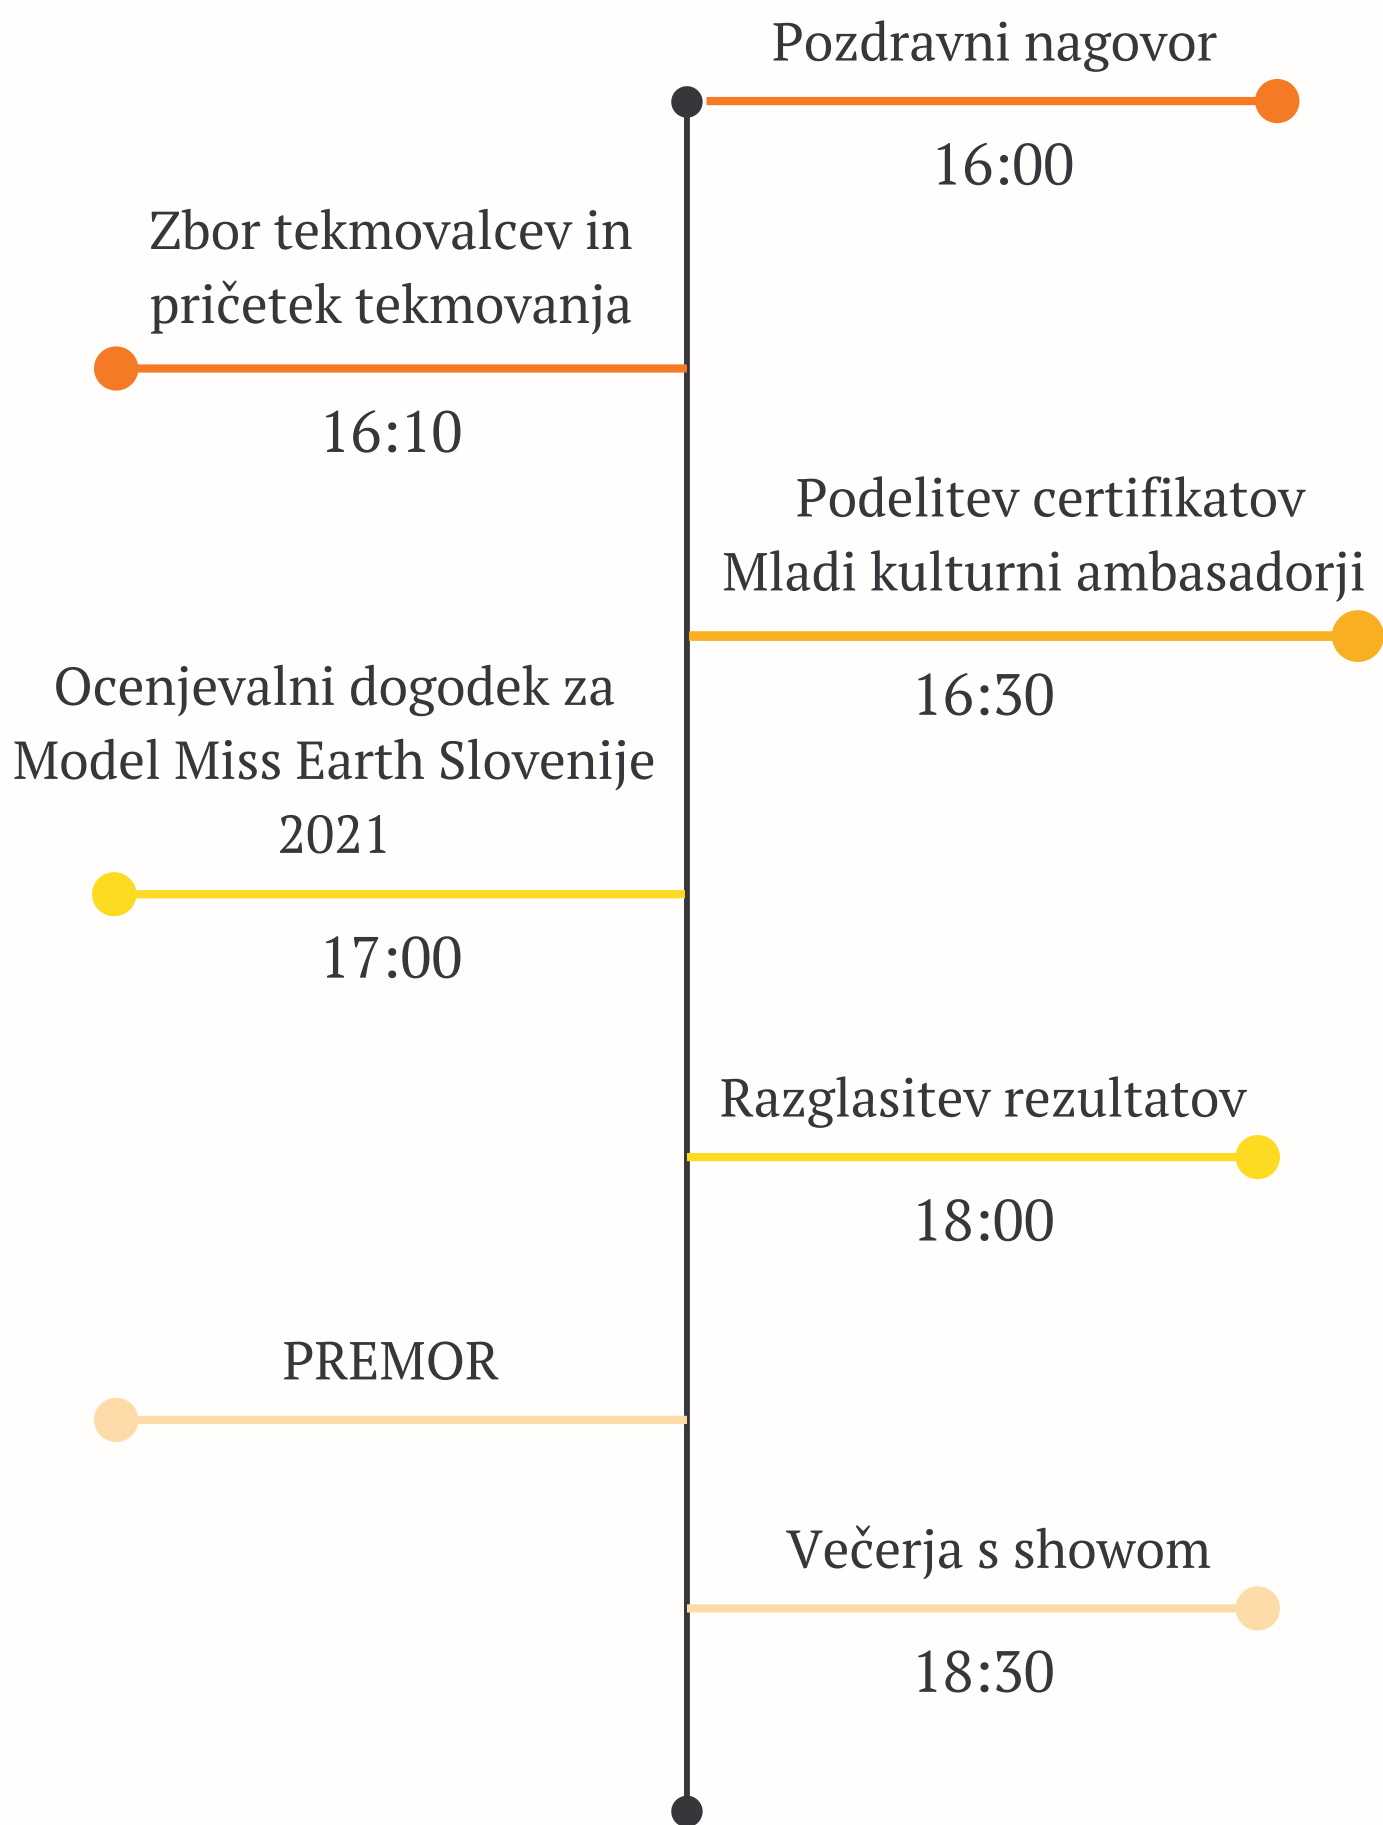 Pozdravni nagovor
16:00
Zbor tekmovalcev in
pričetek tekmovanja
16:10
Podelitev certifikatov
Mladi kulturni ambasadorji
16:30
Ocenjevalni dogodek za
Model Miss Earth Slovenije
2021
17:00
Razglasitev rezultatov
18:00
PREMOR
Večerja s showom
18:30